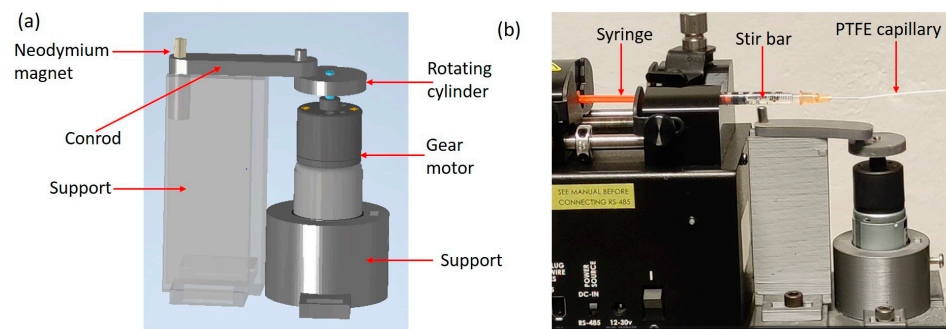 (a)
Neodymium
magnet
Conrod
Support
Rotating
cylinder
Gear
motor
Support
(b)
Syringe
Stir bar
PTFE capillary
SEE MANUAL BEFORE
CONNECTING RS-485
POWER
SOURCE
DC-IN
RS-485
12-30v
I